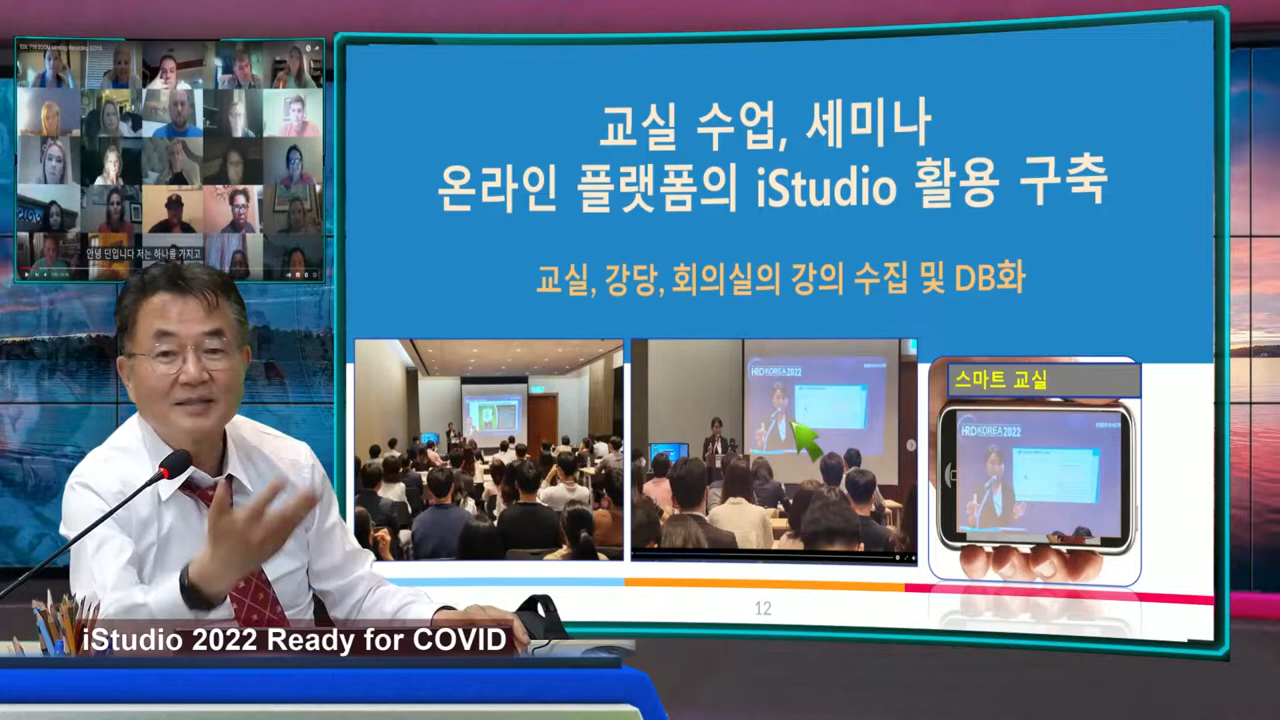 교실 수업, 세미나
온라인 플랫폼의 iStudio 활용 구축
교실, 강당, 회의실의 강의 수집 및 DB화
안녕 딘입니다 저는 하나를 가지고
HRD KOREA 2022
스마트 교실
HRD KOREA 2022
12
iStudio 2022 Ready for COVID